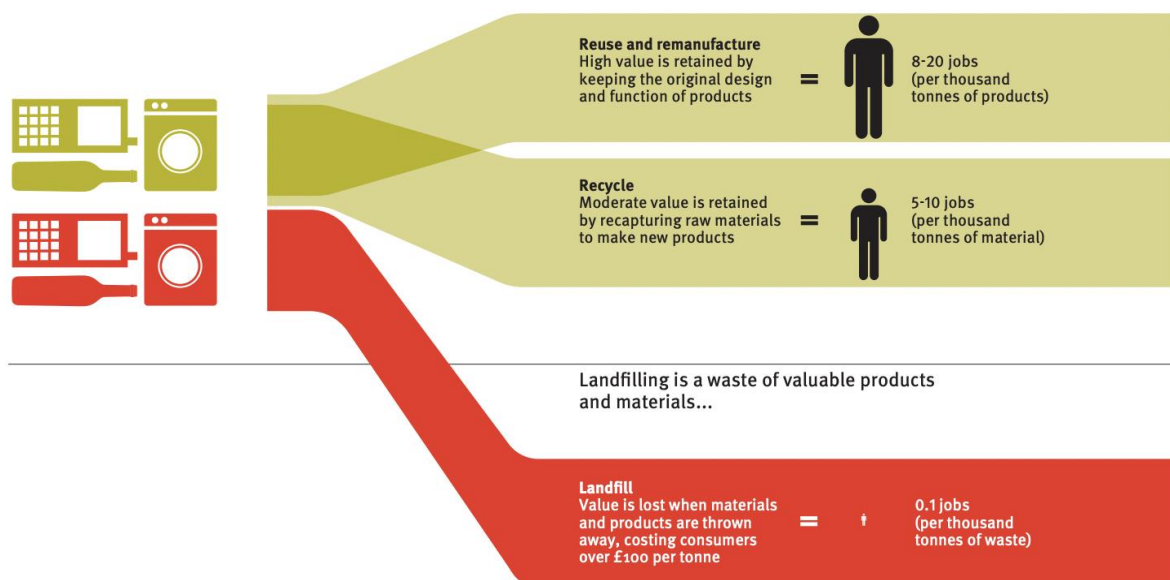 Reuse and remanufacture
High value is retained by
keeping the original design
and function of products
=
8-20 jobs
(per thousand
tonnes of products)
Recycle
Moderate value is retained
by recapturing raw materials
to make new products
=
5-10 jobs
(per thousand
tonnes of material)
Landfilling is a waste of valuable products
and materials...
Landfill
Value is lost when materials
and products are thrown
away, costing consumers
over £100 per tonne
=
0.1 jobs
(per thousand
tonnes of waste)